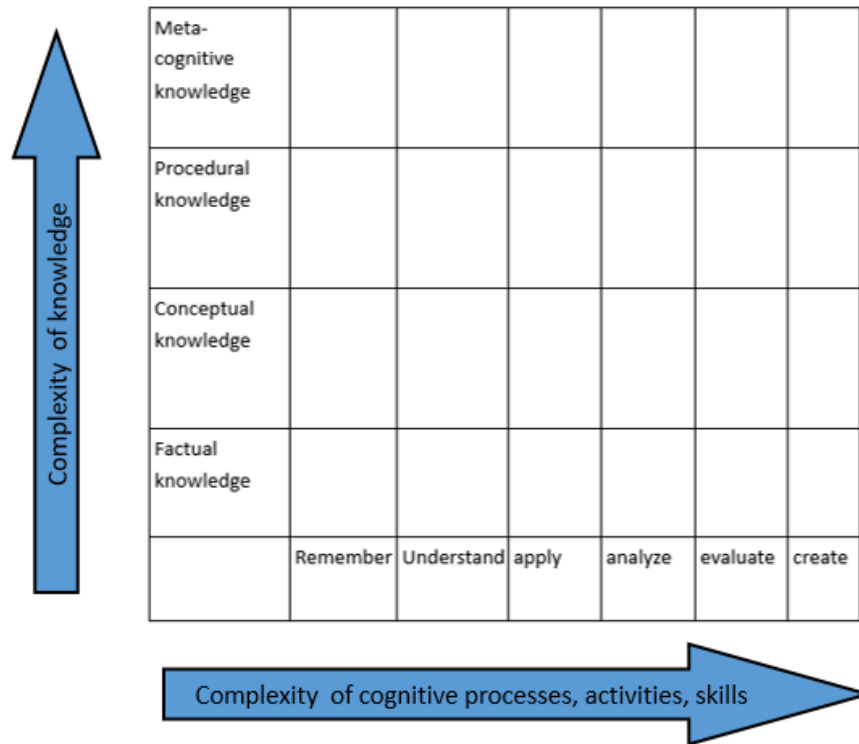 Meta-
cognitive
knowledge
Procedural
knowledge
Conceptual
knowledge
Factual
knowledge
Remember Understand apply analyze evaluate create
Complexity of knowledge
Complexity of cognitive processes, activities, skills